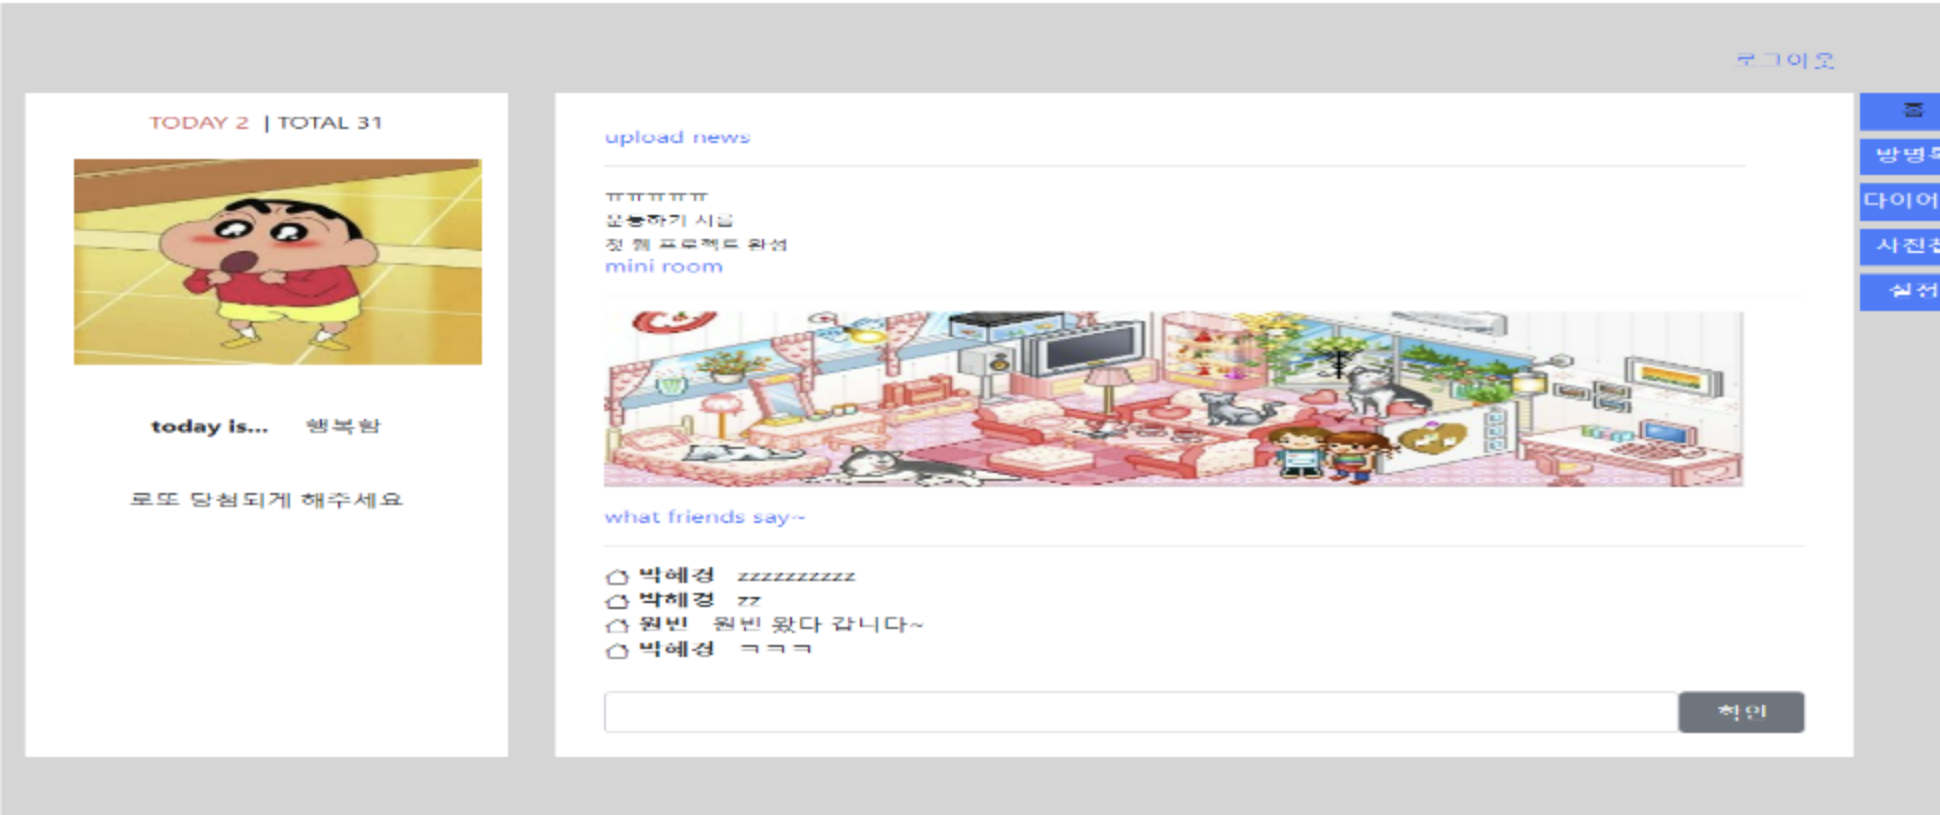 로그아웃
TODAY 2 | TOTAL 31
today is... 행복함
로또 당첨되게 해주세요
upload news
ㅠㅠㅠㅠㅠ
운동하기 시름
첫 웹 프로젝트 완성
mini room
what friends say~
박혜경 zzzzzzzzzz
박혜경 zz
원빈 원빈 왔다 갑니다~
박혜경 ㅋㅋㅋ
확인
홈
방명
다이어
사진
설정